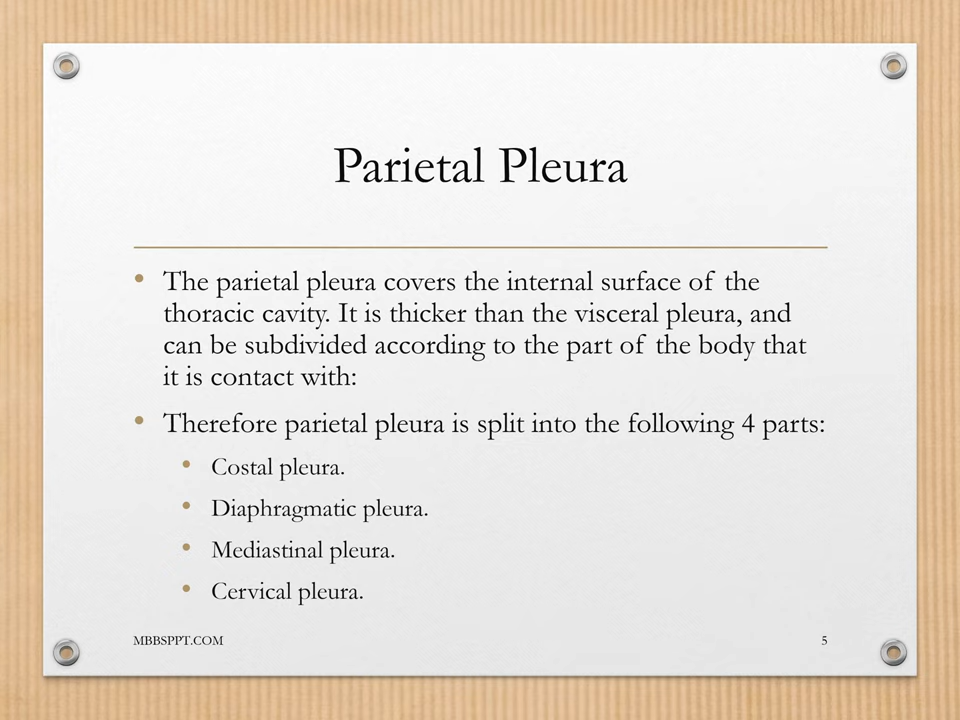 Parietal Pleura
• The parietal pleura covers the internal surface of the
thoracic cavity. It is thicker than the visceral pleura, and
can be subdivided according to the part of the body that
it is contact with:
• Therefore parietal pleura is split into the following 4 parts:
• Costal pleura.
• Diaphragmatic pleura.
• Mediastinal pleura.
• Cervical pleura.
MBBSPPT.COM 5